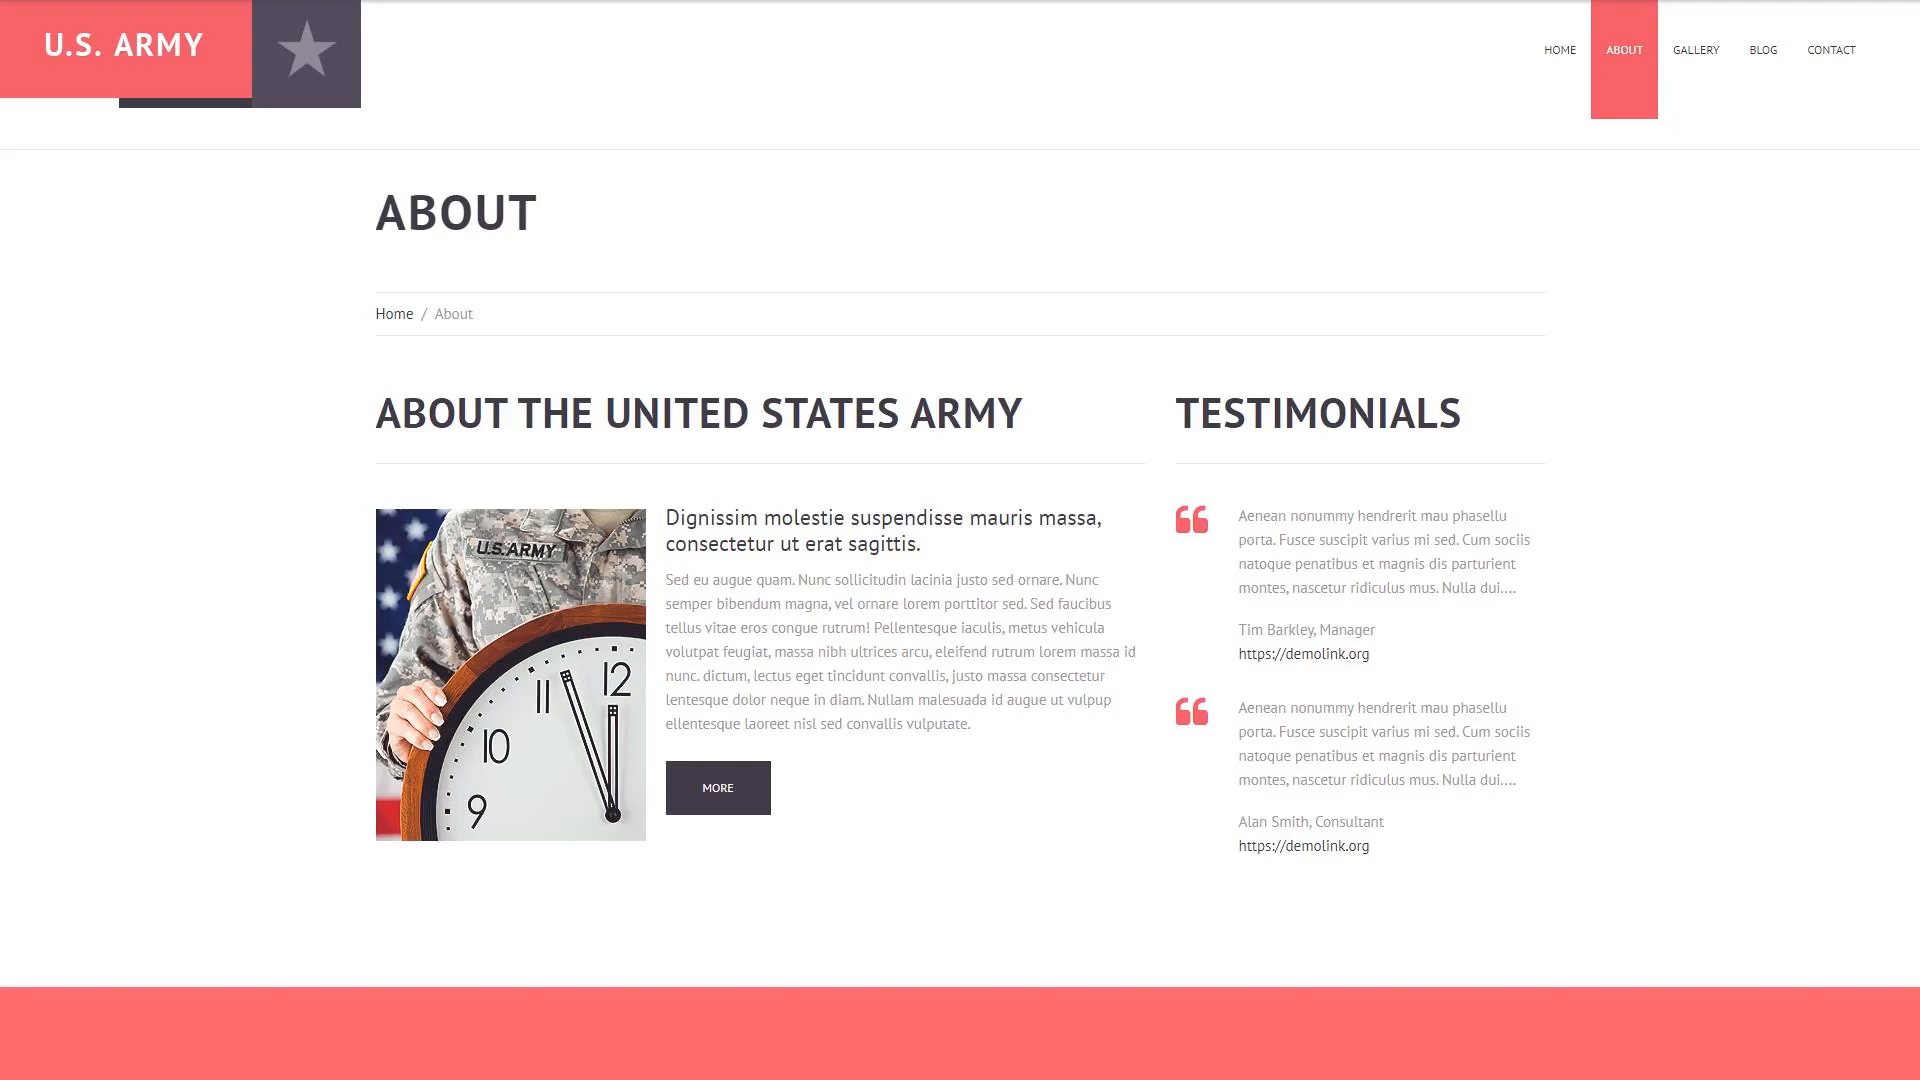 U.S. ARMY
HOME
ABOUT
GALLERY
BLOG
CONTACT
ABOUT
Home / About
ABOUT THE UNITED STATES ARMY
U.S.ARMY
11
12
10
9
Dignissim molestie suspendisse mauris massa,
consectetur ut erat sagittis.
Sed eu augue quam. Nunc sollicitudin lacinia justo sed ornare. Nunc
semper bibendum magna, vel ornare lorem porttitor sed. Sed faucibus
tellus vitae eros congue rutrum! Pellentesque iaculis, metus vehicula
volutpat feugiat, massa nibh ultrices arcu, eleifend rutrum lorem massa id
nunc. dictum, lectus eget tincidunt convallis, justo massa consectetur
lentesque dolor neque in diam. Nullam malesuada id augue ut vulpup
ellentesque laoreet nisl sed convallis vulputate.
MORE
TESTIMONIALS
Aenean nonummy hendrerit mau phasellu
porta. Fusce suscipit varius mi sed. Cum sociis
natoque penatibus et magnis dis parturient
montes, nascetur ridiculus mus. Nulla dui....
Tim Barkley, Manager
https://demolink.org
Aenean nonummy hendrerit mau phasellu
porta. Fusce suscipit varius mi sed. Cum sociis
natoque penatibus et magnis dis parturient
montes, nascetur ridiculus mus. Nulla dui....
Alan Smith, Consultant
https://demolink.org